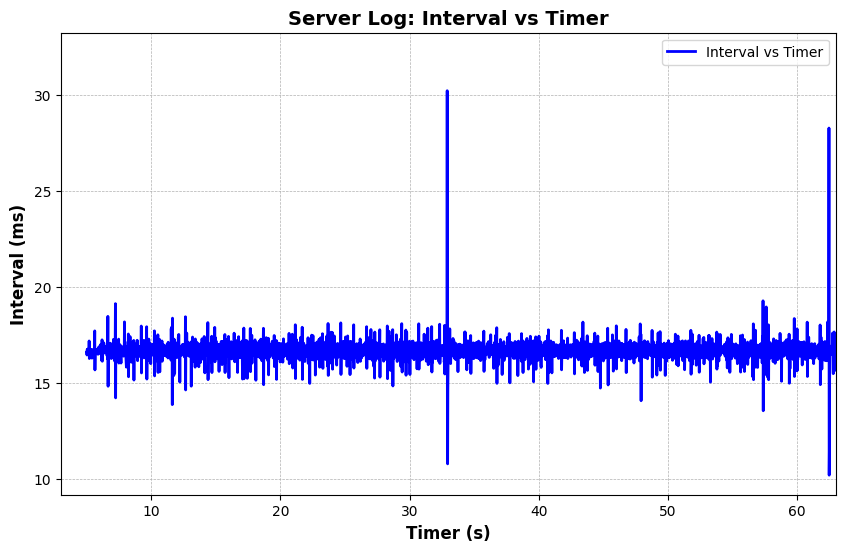 Server Log: Interval vs Timer
Interval vs Timer
30
25
20
15
10
Interval (ms)
10 20 30 40 50 60
Timer (s)